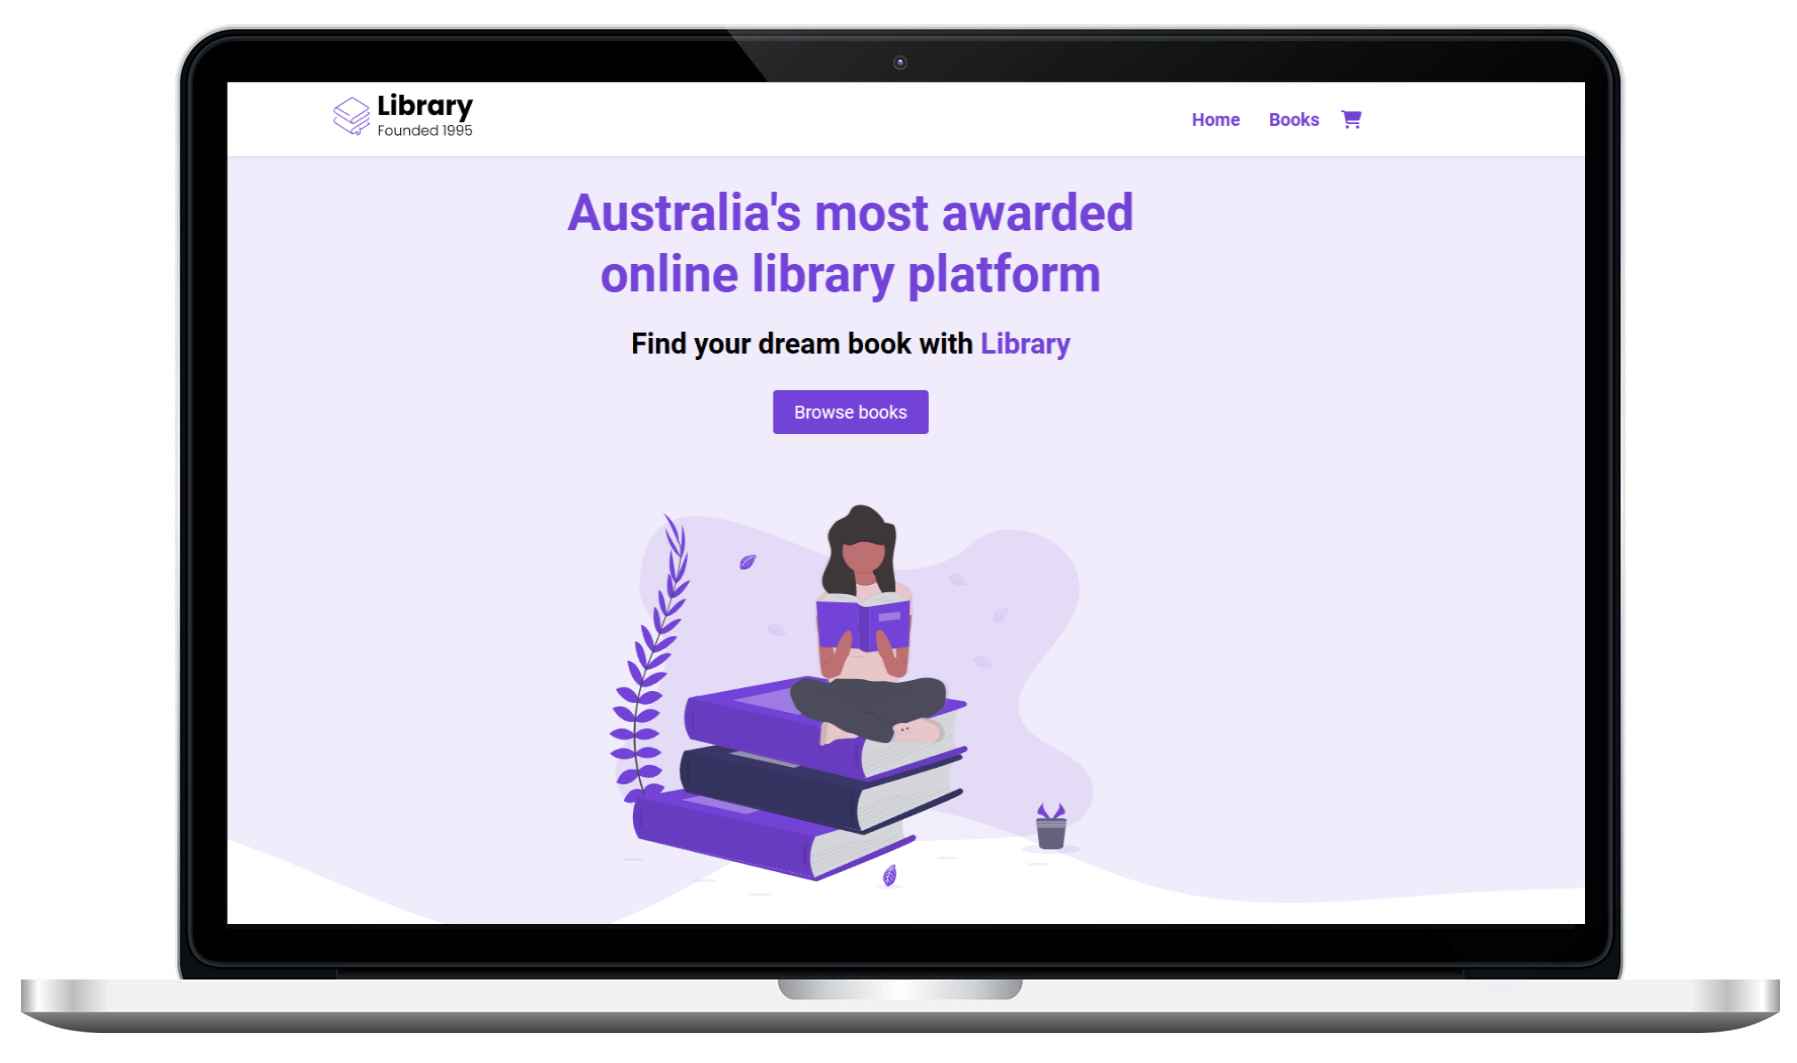 Library
Founded 1995
Home Books
Australia's most awarded
online library platform
Find your dream book with Library
Browse books